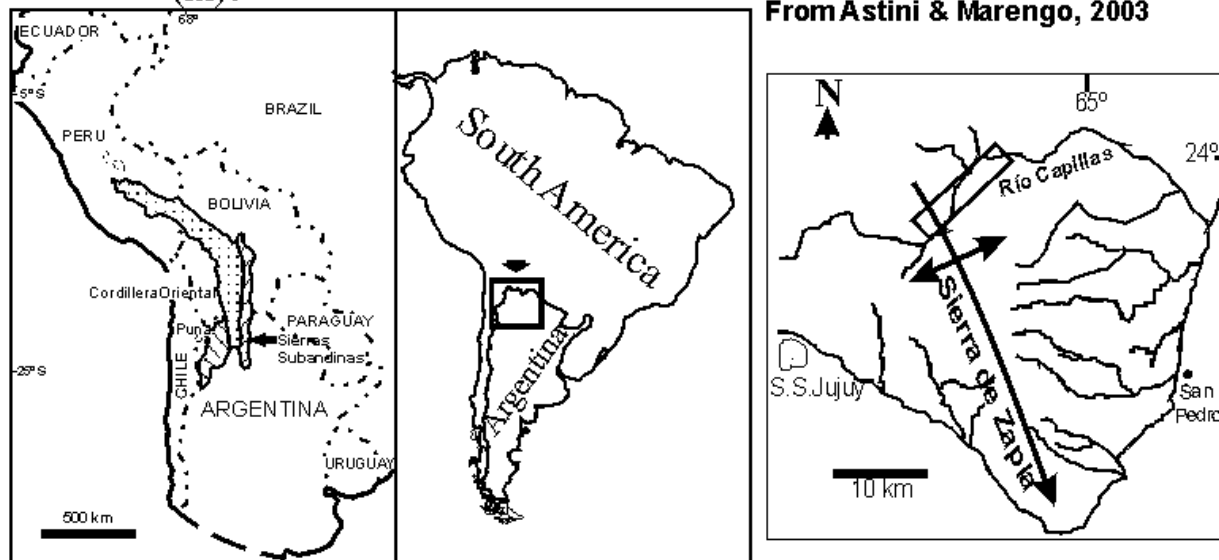 From Astini & Marengo, 2003
68°
ECUADOR
5° S
BRAZIL
PERU
BOLIVIA
Cordillera Oriental
Puna
PARAGUAY
Sierras
Subandinas
CHILE
25° S
ARGENTINA
URUGUAY
500 km
South America
Argentina
N
65°
24°
Río Capillas
Sierra de Zapla
S.S.Jujuy
San
Pedro
10 km